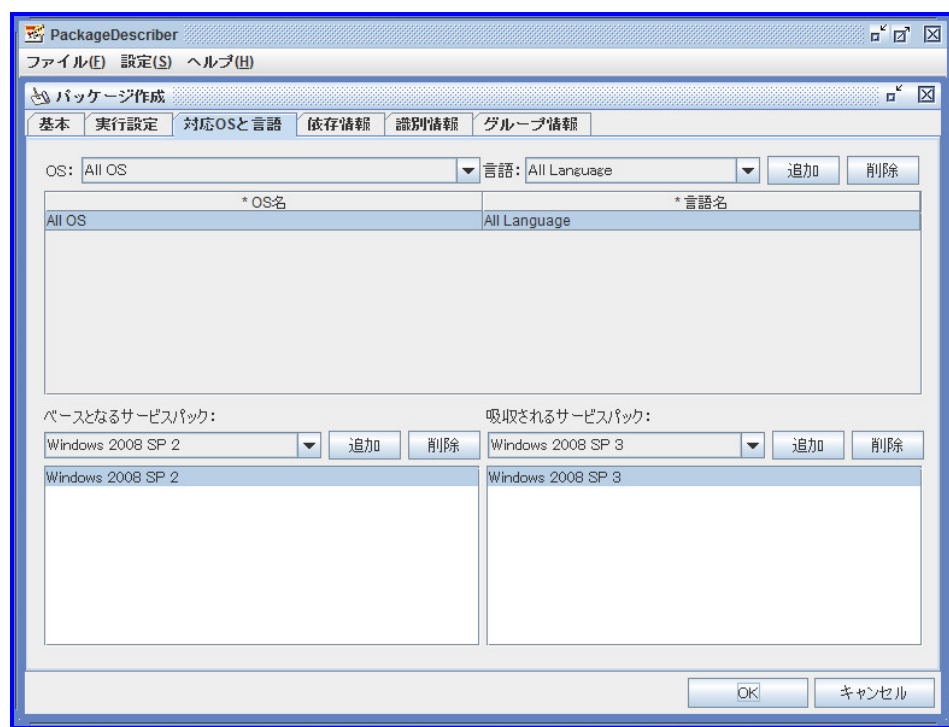 PackageDescriber
ファイル(F) 設定(S) ヘルプ(H)
パッケージ作成
基本 実行設定 対応OSと言語 依存情報 識別情報 グループ情報
OS: All OS 言語: All Language 追加 削除
* OS名 * 言語名
All OS All Language
ベースとなるサービスパック: 吸収されるサービスパック:
Windows 2008 SP 2 追加 削除 Windows 2008 SP 3 追加 削除
Windows 2008 SP 2 Windows 2008 SP 3
OK キャンセル